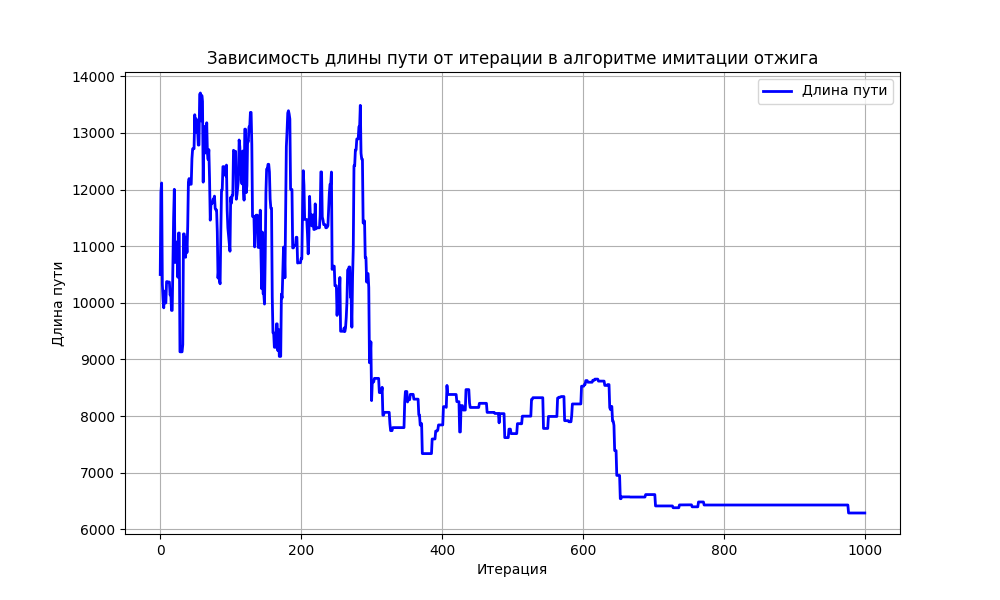 Зависимость длины пути от итерации в алгоритме имитации отжига
Длина пути
14000
13000
12000
11000
10000
9000
8000
7000
6000
Длина пути
0 200 400 600 800 1000
Итерация